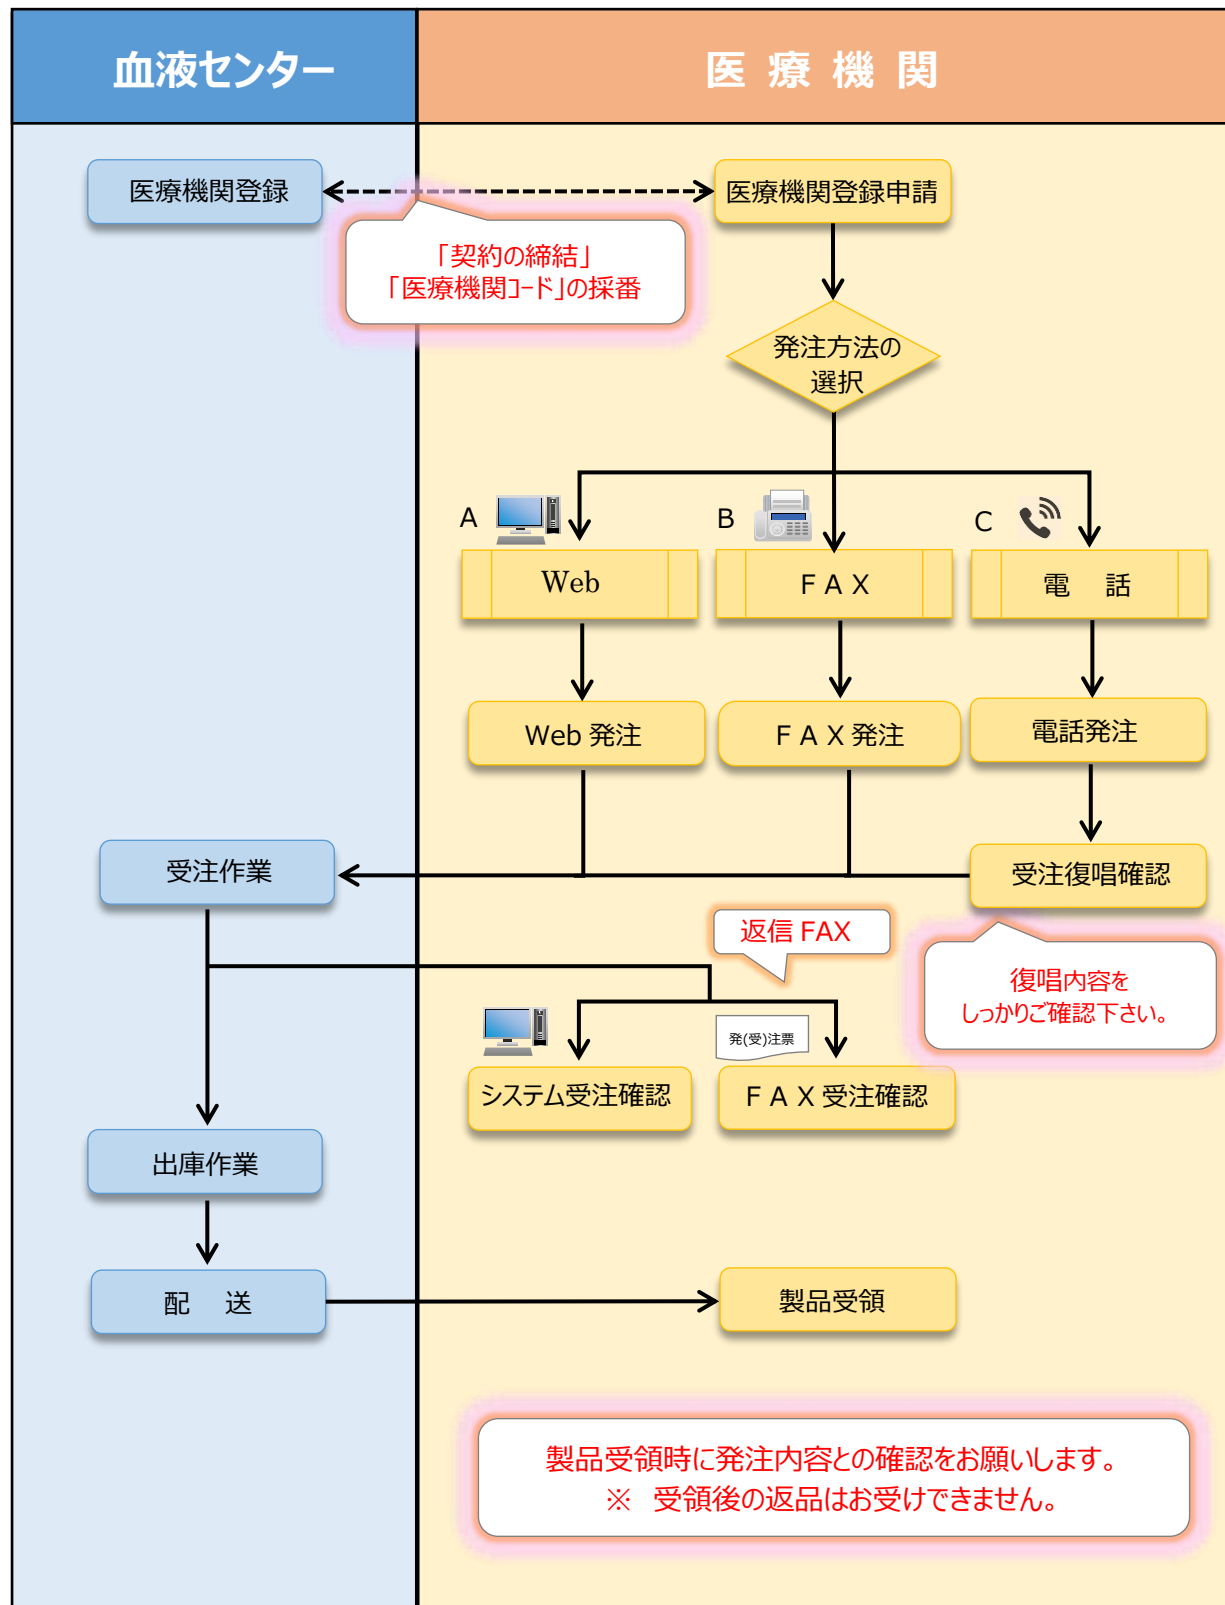 血液センター
医 療 機 関
医療機関登録
医療機関登録申請
「契約の締結」
「医療機関コード」の採番
発注方法の
選択
A
B
C
Web
ＦＡＸ
電　話
Web 発注
ＦＡＸ発注
電話発注
受注作業
受注復唱確認
返信 FAX
復唱内容を
しっかりご確認下さい。
発(受)注票
システム受注確認
ＦＡＸ受注確認
出庫作業
配　送
製品受領
製品受領時に発注内容との確認をお願いします。
※　受領後の返品はお受けできません。